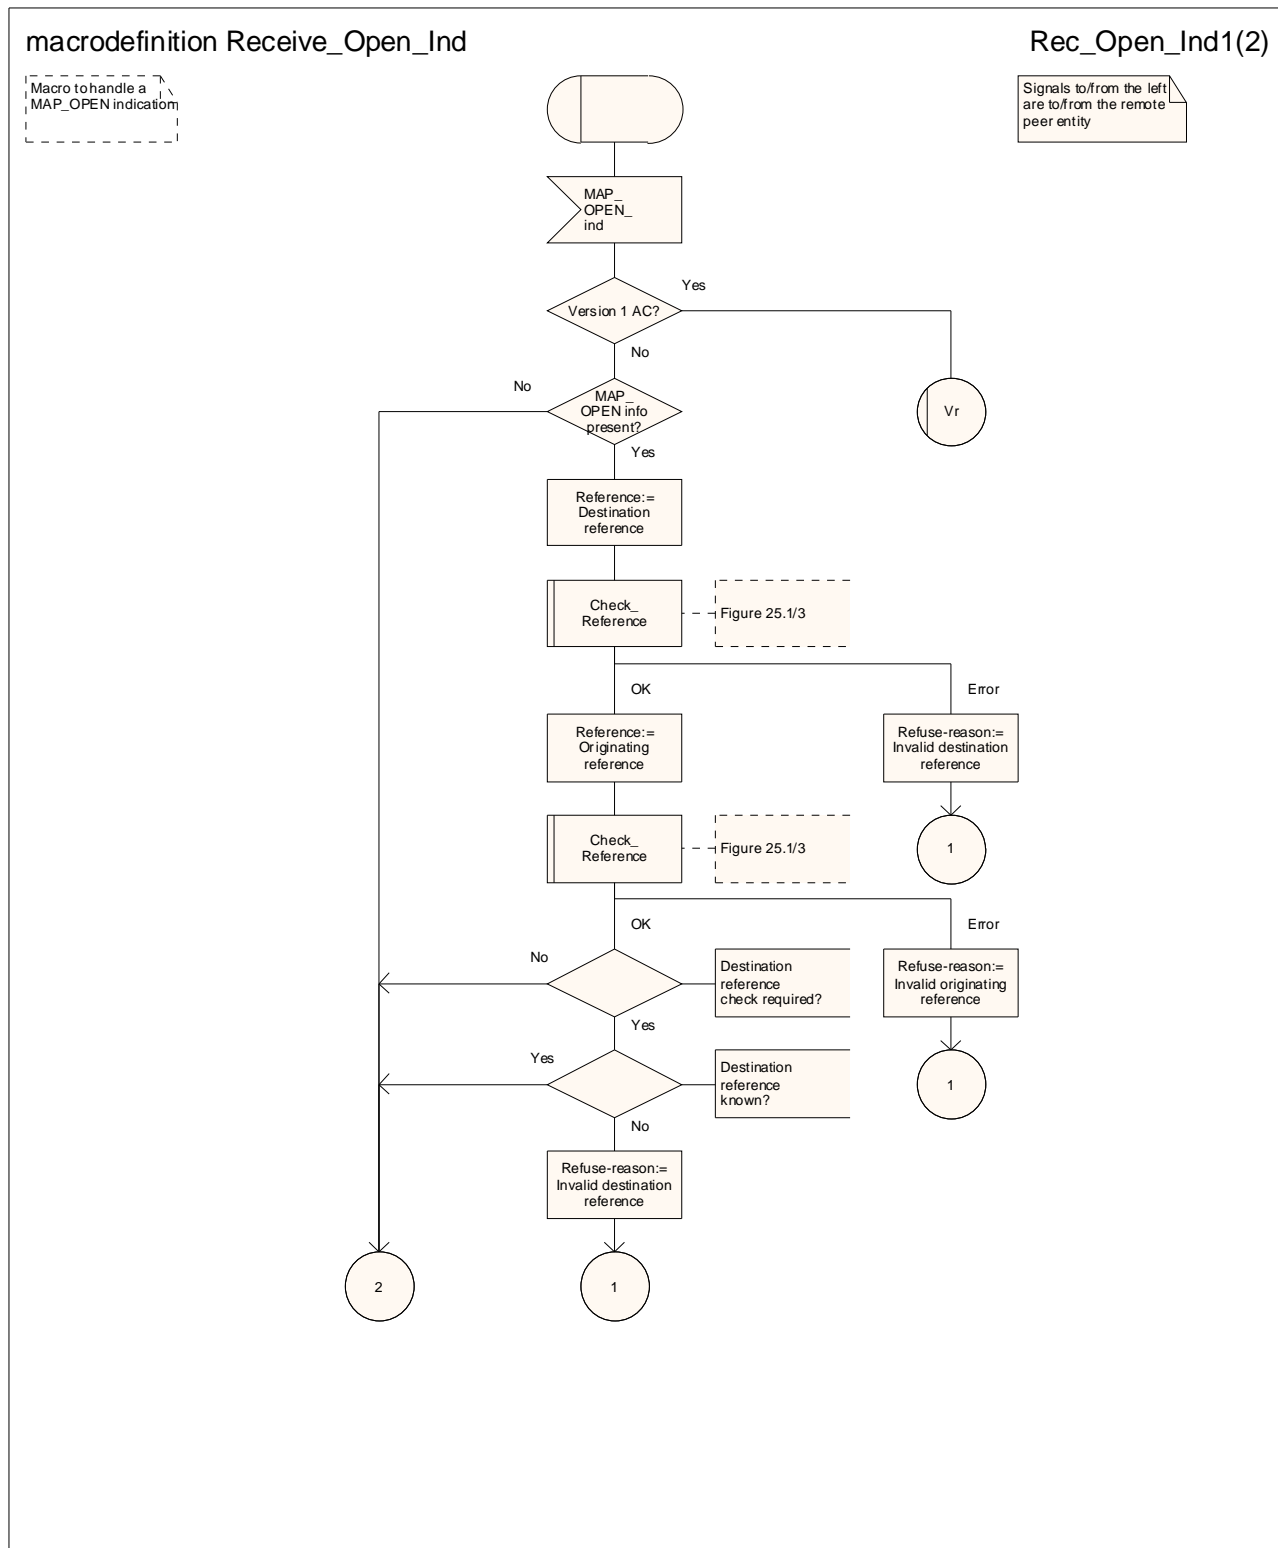 macrodefinition Receive_Open_Ind
Rec_Open_Ind1(2)
Macro to handle a
MAP_OPEN indication
Signals to/from the left
are to/from the remote
peer entity
MAP_
OPEN_
ind
Yes
Version 1 AC?
No
No
MAP_
OPEN info
present?
Vr
Yes
Reference:=
Destination
reference
Check_
Reference
Figure 25.1/3
OK
Error
Reference:=
Originating
reference
Refuse-reason:=
Invalid destination
reference
Check_
Reference
Figure 25.1/3
1
OK
Error
No
Destination
reference
check required?
Refuse-reason:=
Invalid originating
reference
Yes
Yes
Destination
reference
known?
1
No
Refuse-reason:=
Invalid destination
reference
2
1